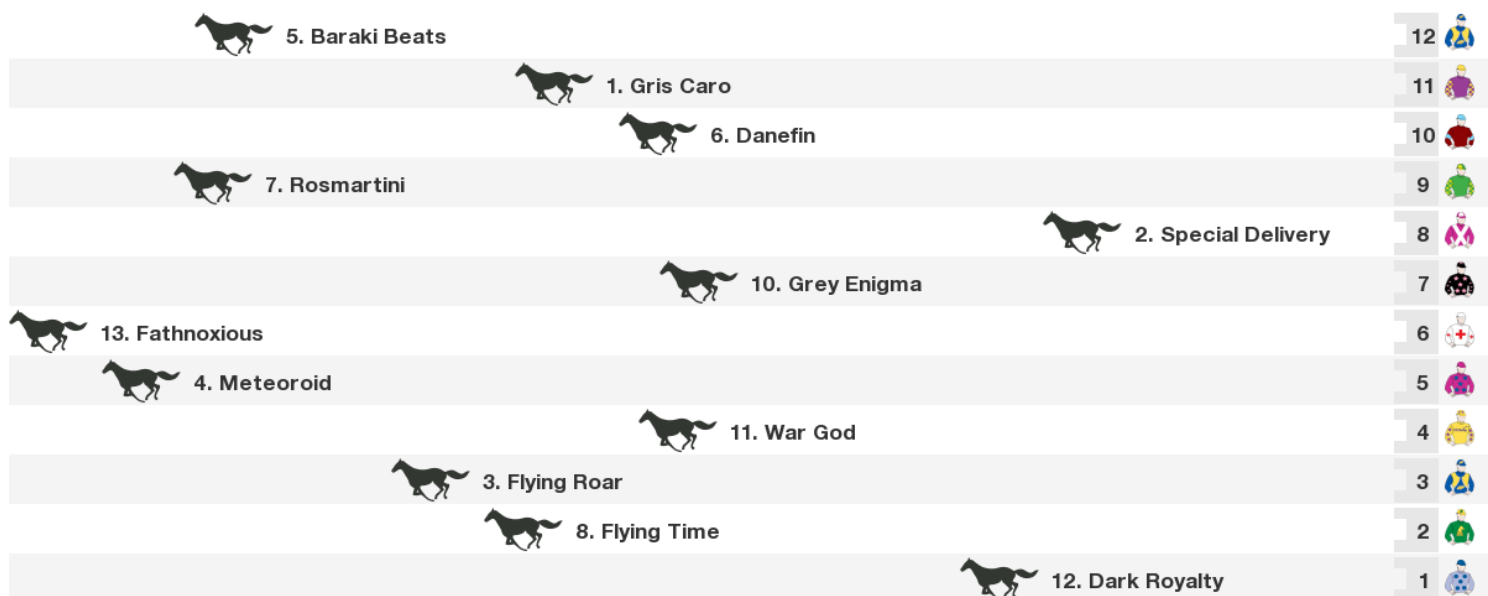 5. Baraki Beats 12
1. Gris Caro 11
6. Danefin 10
7. Rosmartini 9
2. Special Delivery 8
10. Grey Enigma 7
13. Fathnoxious 6
4. Meteoroid 5
11. War God 4
3. Flying Roar 3
8. Flying Time 2
12. Dark Royalty 1